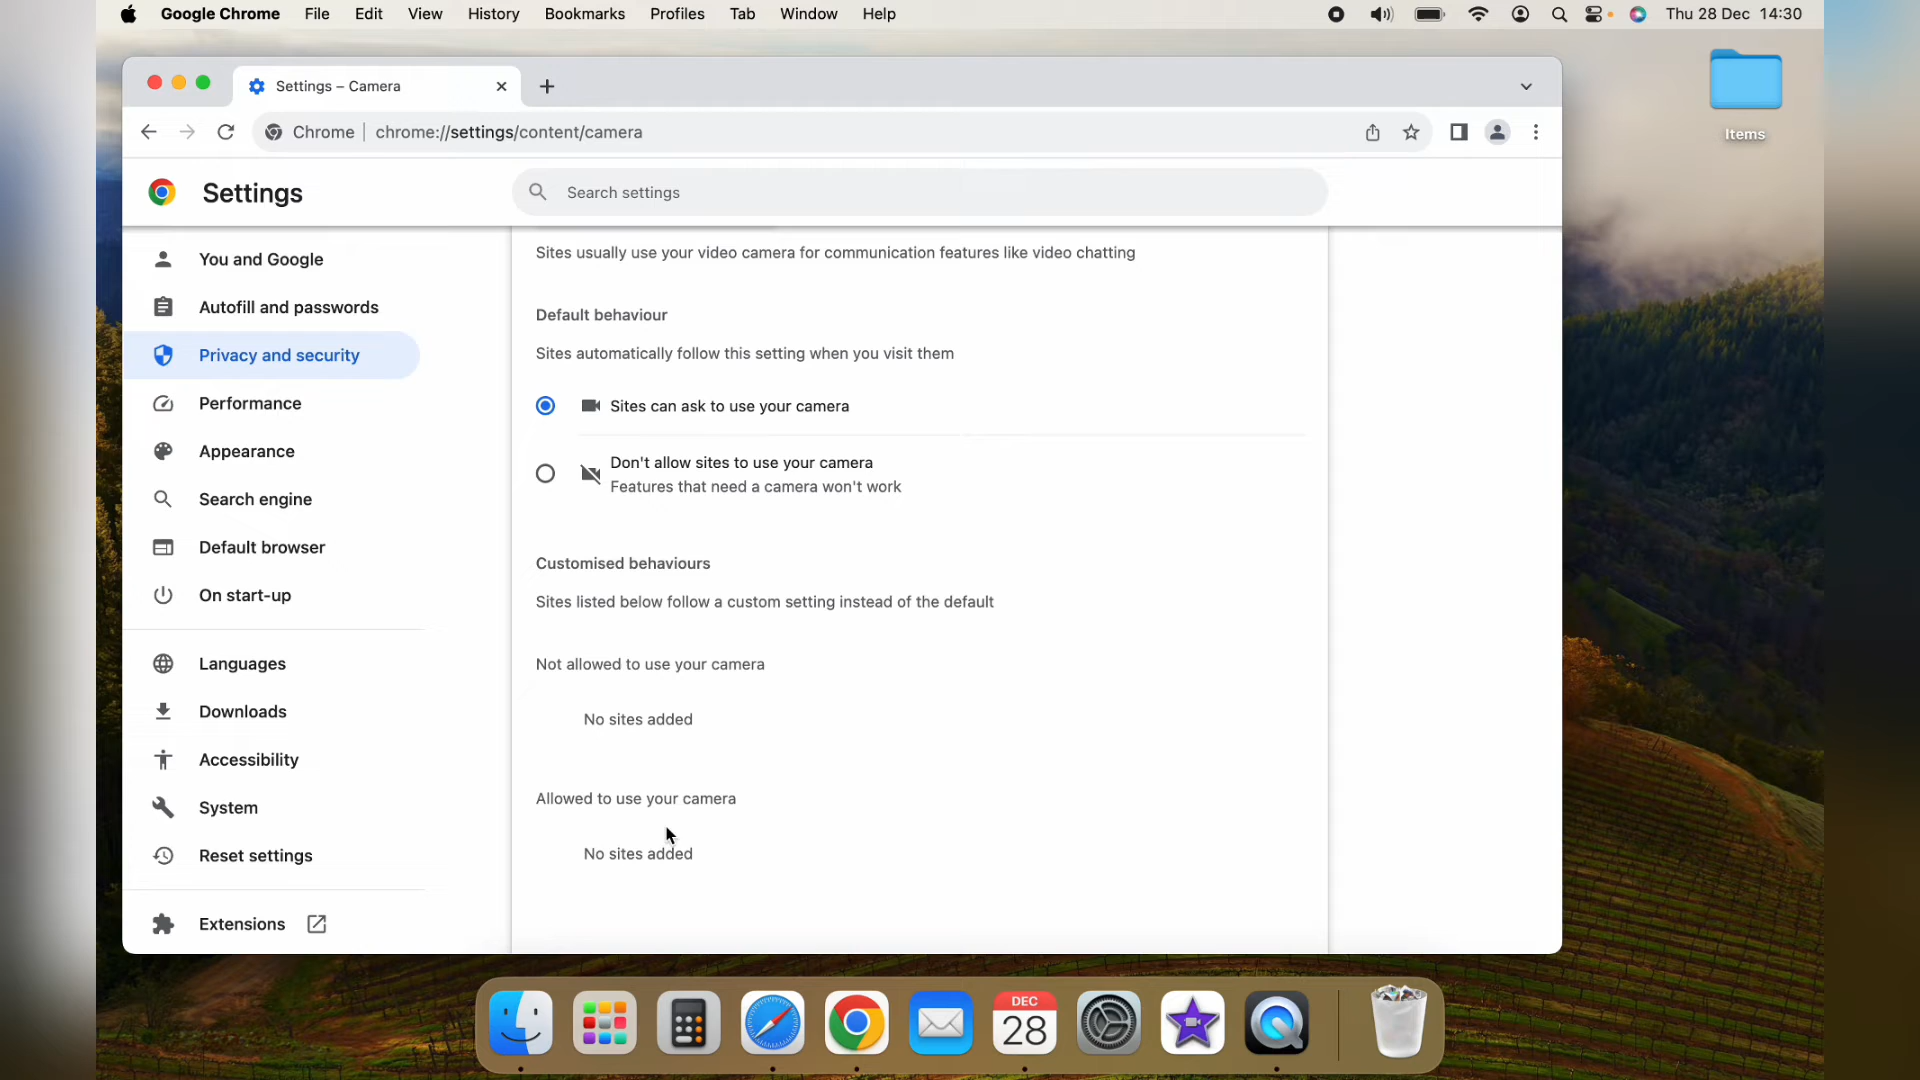 Google Chrome File Edit View History Bookmarks Profiles Tab Window Help Thu 28 Dec 14:30
Settings – Camera
Chrome chrome://settings/content/camera
Items
Settings
Search settings
You and Google
Autofill and passwords
Privacy and security
Performance
Appearance
Search engine
Default browser
On start-up
Languages
Downloads
Accessibility
System
Reset settings
Extensions
Sites usually use your video camera for communication features like video chatting
Default behaviour
Sites automatically follow this setting when you visit them
Sites can ask to use your camera
Don't allow sites to use your camera
Features that need a camera won't work
Customised behaviours
Sites listed below follow a custom setting instead of the default
Not allowed to use your camera
No sites added
Allowed to use your camera
No sites added
DEC
28